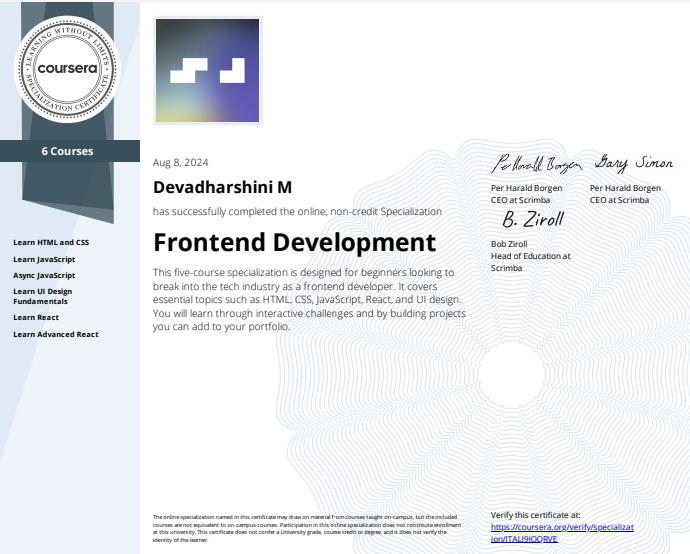 LEARNING WITHOUT LIMITS
coursera
SPECIALIZATION CERTIFICATE
6 Courses
Learn HTML and CSS
Learn JavaScript
Async JavaScript
Learn UI Design
Fundamentals
Learn React
Learn Advanced React
Aug 8, 2024
Devadharshini M
has successfully completed the online, non-credit Specialization
Frontend Development
This five-course specialization is designed for beginners looking to
break into the tech industry as a frontend developer. It covers
essential topics such as HTML, CSS, JavaScript, React, and UI design.
You will learn through interactive challenges and by building projects
you can add to your portfolio.
Per Harald Borgen
Gary Simon
Per Harald Borgen
CEO at Scrimba
Per Harald Borgen
CEO at Scrimba
B. Ziroll
Bob Ziroll
Head of Education at
Scrimba
The online specialization named in this certificate may draw on material from courses taught on-campus, but the included
courses are not equivalent to on-campus courses. Participation in this online specialization does not constitute enrollment
at this university. This certificate does not confer a University grade, course credit or degree, and it does not verify the
identity of the learner.
Verify this certificate at:
https://coursera.org/verify/specializat